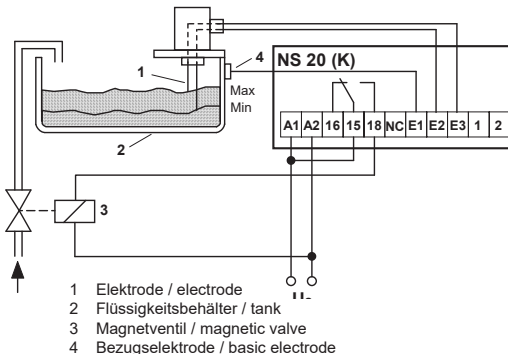 4
NS 20 (K)
1
Max
Min
A1 A2 16 15 18 NC E1 E2 E3 1 2
2
3
1 Elektrode / electrode
2 Flüssigkeitsbehälter / tank
3 Magnetventil / magnetic valve
4 Bezugselektrode / basic electrode